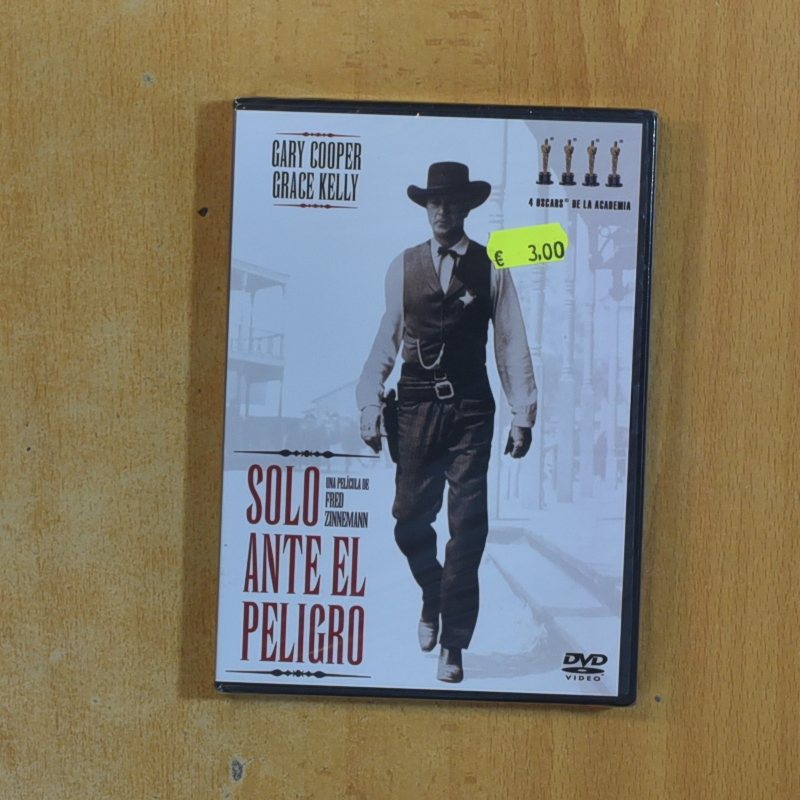 GARY COOPER
GRACE KELLY
4 OSCARS® DE LA ACADEMIA
€ 3.00
SOLO
UNA PELÍCULA DE
FRED
ZINNEMANN
ANTE EL
PELIGRO
DVD
VIDEO